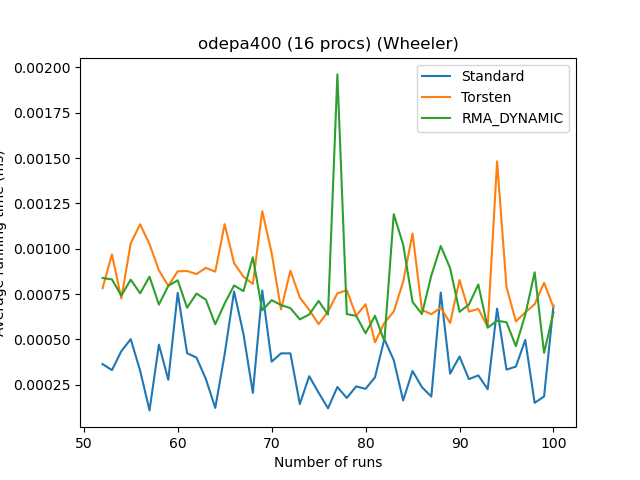 odepa400 (16 procs) (Wheeler)
Standard
Torsten
RMA_DYNAMIC
0.00200
0.00175
0.00150
0.00125
0.00100
0.00075
0.00050
0.00025
Average running time (ms)
50 60 70 80 90 100
Number of runs